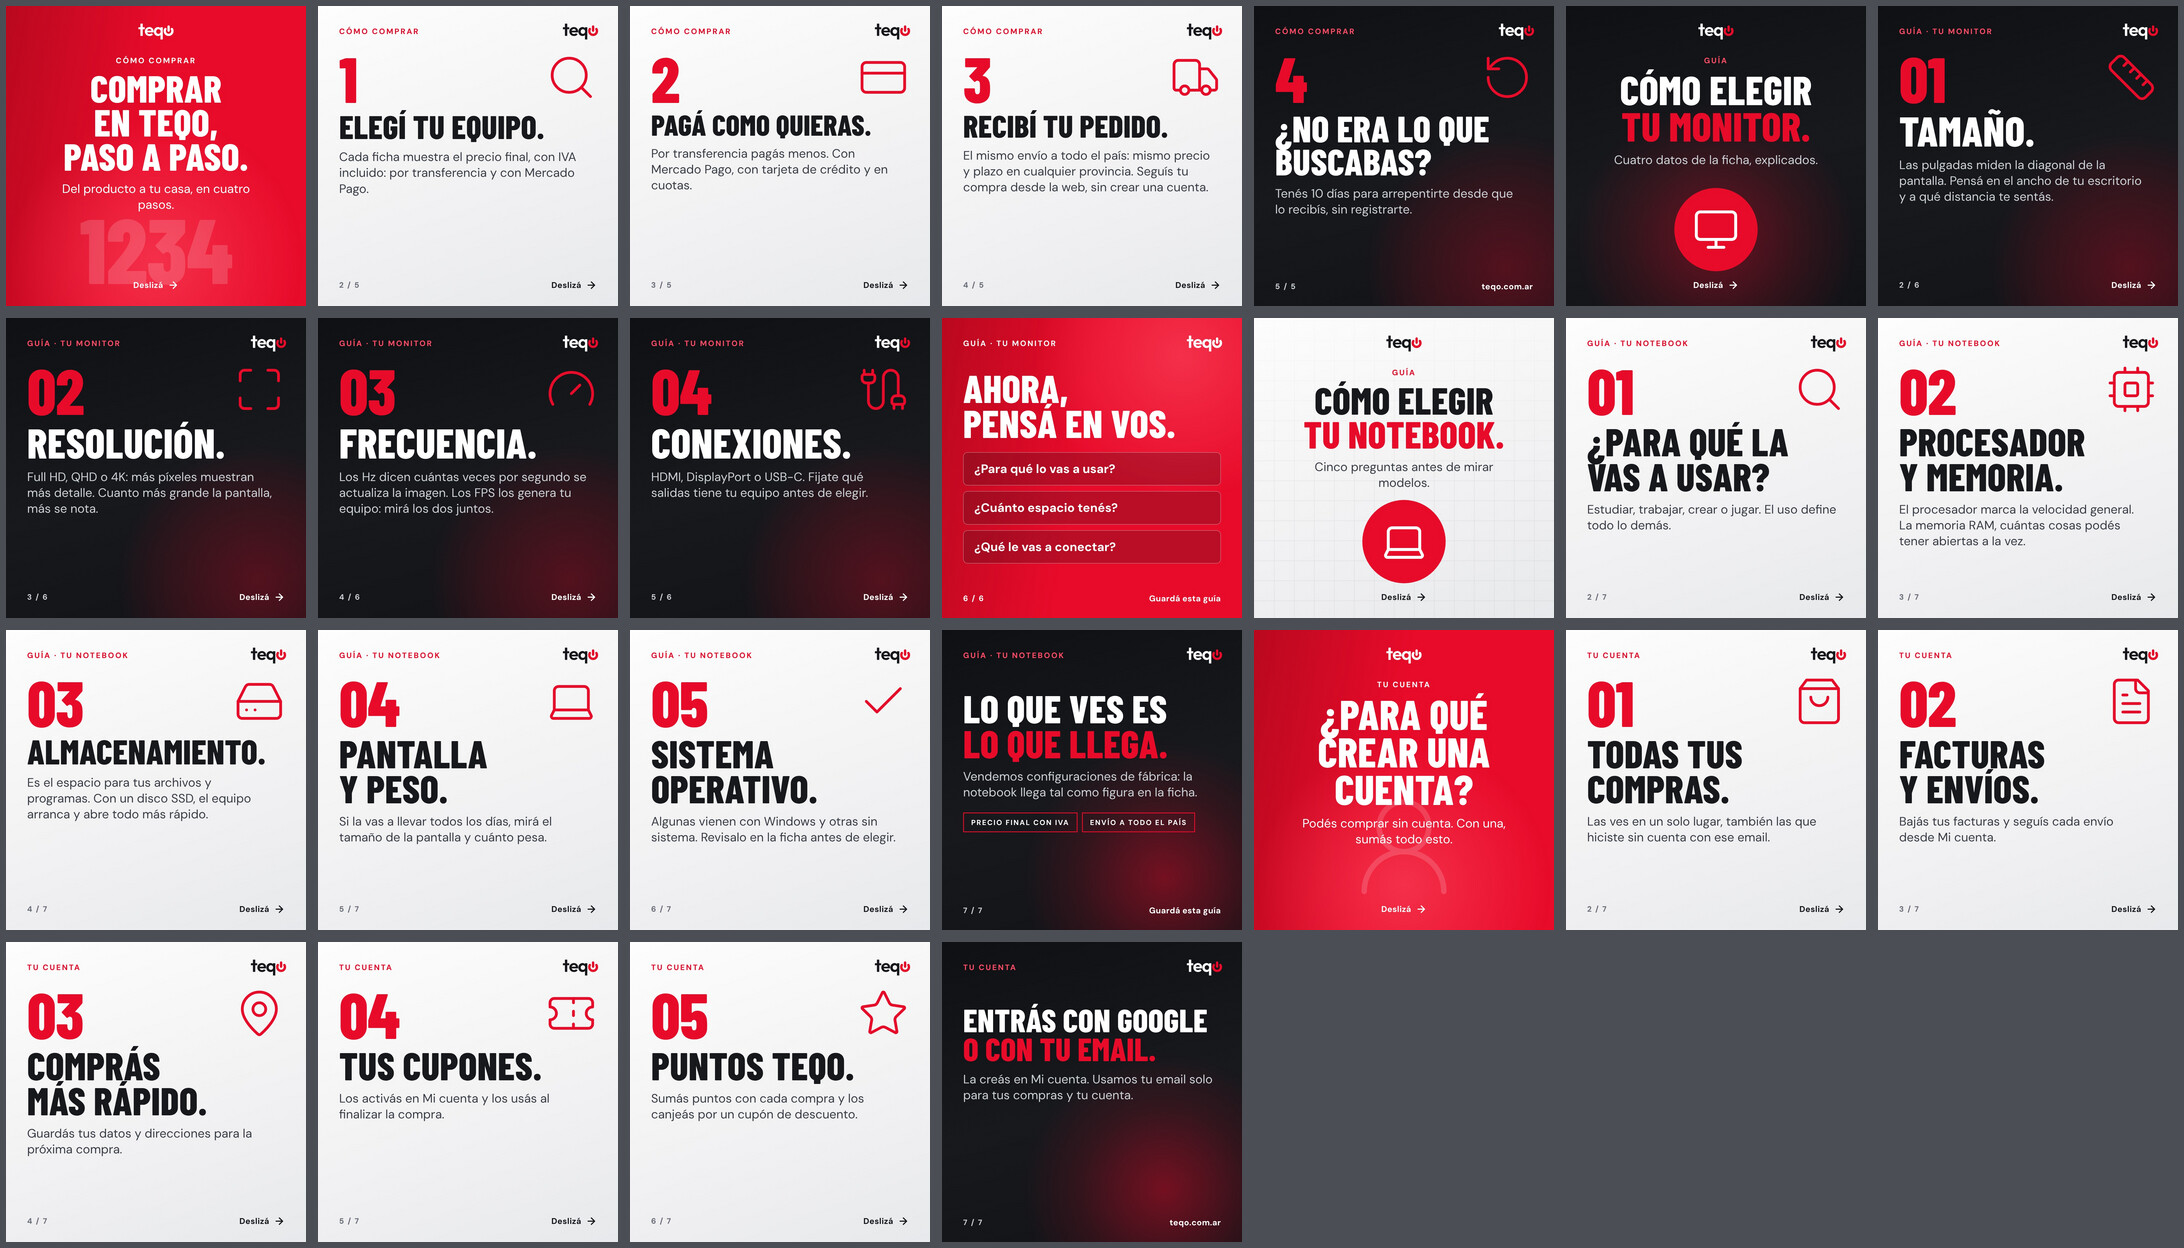 teqo
CÓMO COMPRAR
COMPRAR
EN TEQO,
PASO A PASO.
Del producto a tu casa, en cuatro
pasos.
1234
Deslizá →
CÓMO COMPRAR
teqo
1
ELEGÍ TU EQUIPO.
Cada ficha muestra el precio final, con IVA
incluido: por transferencia y con Mercado
Pago.
2 / 5
Deslizá →
CÓMO COMPRAR
teqo
2
PAGÁ COMO QUIERAS.
Por transferencia pagás menos. Con
Mercado Pago, con tarjeta de crédito y en
cuotas.
3 / 5
Deslizá →
CÓMO COMPRAR
teqo
3
RECIBÍ TU PEDIDO.
El mismo envío a todo el país: mismo precio
y plazo en cualquier provincia. Seguís tu
compra desde la web, sin crear una cuenta.
4 / 5
Deslizá →
CÓMO COMPRAR
teqo
4
¿NO ERA LO QUE
BUSCABAS?
Tenés 10 días para arrepentirte desde que
lo recibís, sin registrarte.
5 / 5
teqo.com.ar
teqo
GUÍA
CÓMO ELEGIR
TU MONITOR.
Cuatro datos de la ficha, explicados.
Deslizá →
GUÍA · TU MONITOR
teqo
01
TAMAÑO.
Las pulgadas miden la diagonal de la
pantalla. Pensá en el ancho de tu escritorio
y a qué distancia te sentás.
2 / 6
Deslizá →
GUÍA · TU MONITOR
teqo
02
RESOLUCIÓN.
Full HD, QHD o 4K: más píxeles muestran
más detalle. Cuanto más grande la pantalla,
más se nota.
3 / 6
Deslizá →
GUÍA · TU MONITOR
teqo
03
FRECUENCIA.
Los Hz dicen cuántas veces por segundo se
actualiza la imagen. Los FPS los genera tu
equipo: mirá los dos juntos.
4 / 6
Deslizá →
GUÍA · TU MONITOR
teqo
04
CONEXIONES.
HDMI, DisplayPort o USB-C. Fijate qué
salidas tiene tu equipo antes de elegir.
5 / 6
Deslizá →
GUÍA · TU MONITOR
teqo
AHORA,
PENSÁ EN VOS.
¿Para qué lo vas a usar?
¿Cuánto espacio tenés?
¿Qué le vas a conectar?
6 / 6
Guardá esta guía
teqo
GUÍA
CÓMO ELEGIR
TU NOTEBOOK.
Cinco preguntas antes de mirar
modelos.
Deslizá →
GUÍA · TU NOTEBOOK
teqo
01
¿PARA QUÉ LA
VAS A USAR?
Estudiar, trabajar, crear o jugar. El uso define
todo lo demás.
2 / 7
Deslizá →
GUÍA · TU NOTEBOOK
teqo
02
PROCESADOR
Y MEMORIA.
El procesador marca la velocidad general.
La memoria RAM, cuántas cosas podés
tener abiertas a la vez.
3 / 7
Deslizá →
GUÍA · TU NOTEBOOK
teqo
03
ALMACENAMIENTO.
Es el espacio para tus archivos y
programas. Con un disco SSD, el equipo
arranca y abre todo más rápido.
4 / 7
Deslizá →
GUÍA · TU NOTEBOOK
teqo
04
PANTALLA
Y PESO.
Si la vas a llevar todos los días, mirá el
tamaño de la pantalla y cuánto pesa.
5 / 7
Deslizá →
GUÍA · TU NOTEBOOK
teqo
05
SISTEMA
OPERATIVO.
Algunas vienen con Windows y otras sin
sistema. Revisalo en la ficha antes de elegir.
6 / 7
Deslizá →
GUÍA · TU NOTEBOOK
teqo
LO QUE VES ES
LO QUE LLEGA.
Vendemos configuraciones de fábrica: la
notebook llega tal como figura en la ficha.
PRECIO FINAL CON IVA
ENVÍO A TODO EL PAÍS
7 / 7
Guardá esta guía
teqo
TU CUENTA
¿PARA QUÉ
CREAR UNA
CUENTA?
Podés comprar sin cuenta. Con una,
sumás todo esto.
Deslizá →
TU CUENTA
teqo
01
TODAS TUS
COMPRAS.
Las ves en un solo lugar, también las que
hiciste sin cuenta con ese email.
2 / 7
Deslizá →
TU CUENTA
teqo
02
FACTURAS
Y ENVÍOS.
Bajás tus facturas y seguís cada envío
desde Mi cuenta.
3 / 7
Deslizá →
TU CUENTA
teqo
03
COMPRÁS
MÁS RÁPIDO.
Guardás tus datos y direcciones para la
próxima compra.
4 / 7
Deslizá →
TU CUENTA
teqo
04
TUS CUPONES.
Los activás en Mi cuenta y los usás al
finalizar la compra.
5 / 7
Deslizá →
TU CUENTA
teqo
05
PUNTOS TEQO.
Sumás puntos con cada compra y los
canjeás por un cupón de descuento.
6 / 7
Deslizá →
TU CUENTA
teqo
ENTRÁS CON GOOGLE
O CON TU EMAIL.
La creás en Mi cuenta. Usamos tu email solo
para tus compras y tu cuenta.
7 / 7
teqo.com.ar